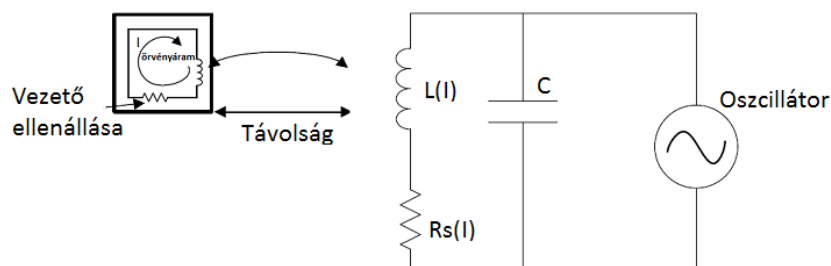 I
örvényáram
Vezető
ellenállása
Távolság
L(I)
Rs(I)
C
Oszcillátor